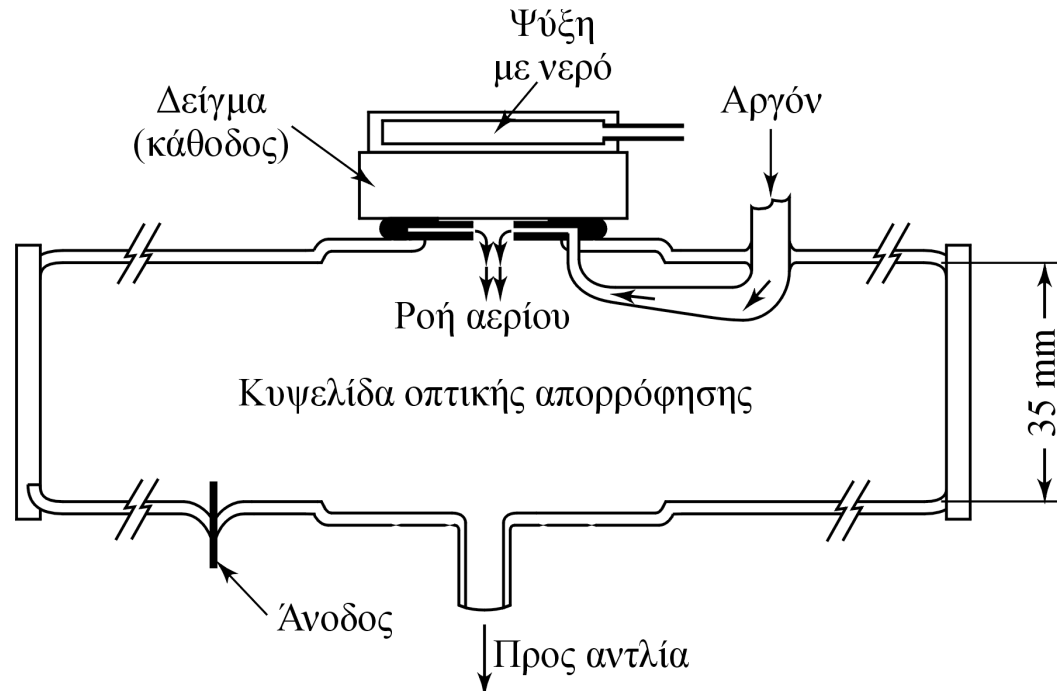 Ψύξη
με νερό
Δείγμα
(κάθοδος)
Αργόν
Ροή αερίου
Κυψελίδα οπτικής απορρόφησης
35 mm
Άνοδος
Προς αντλία